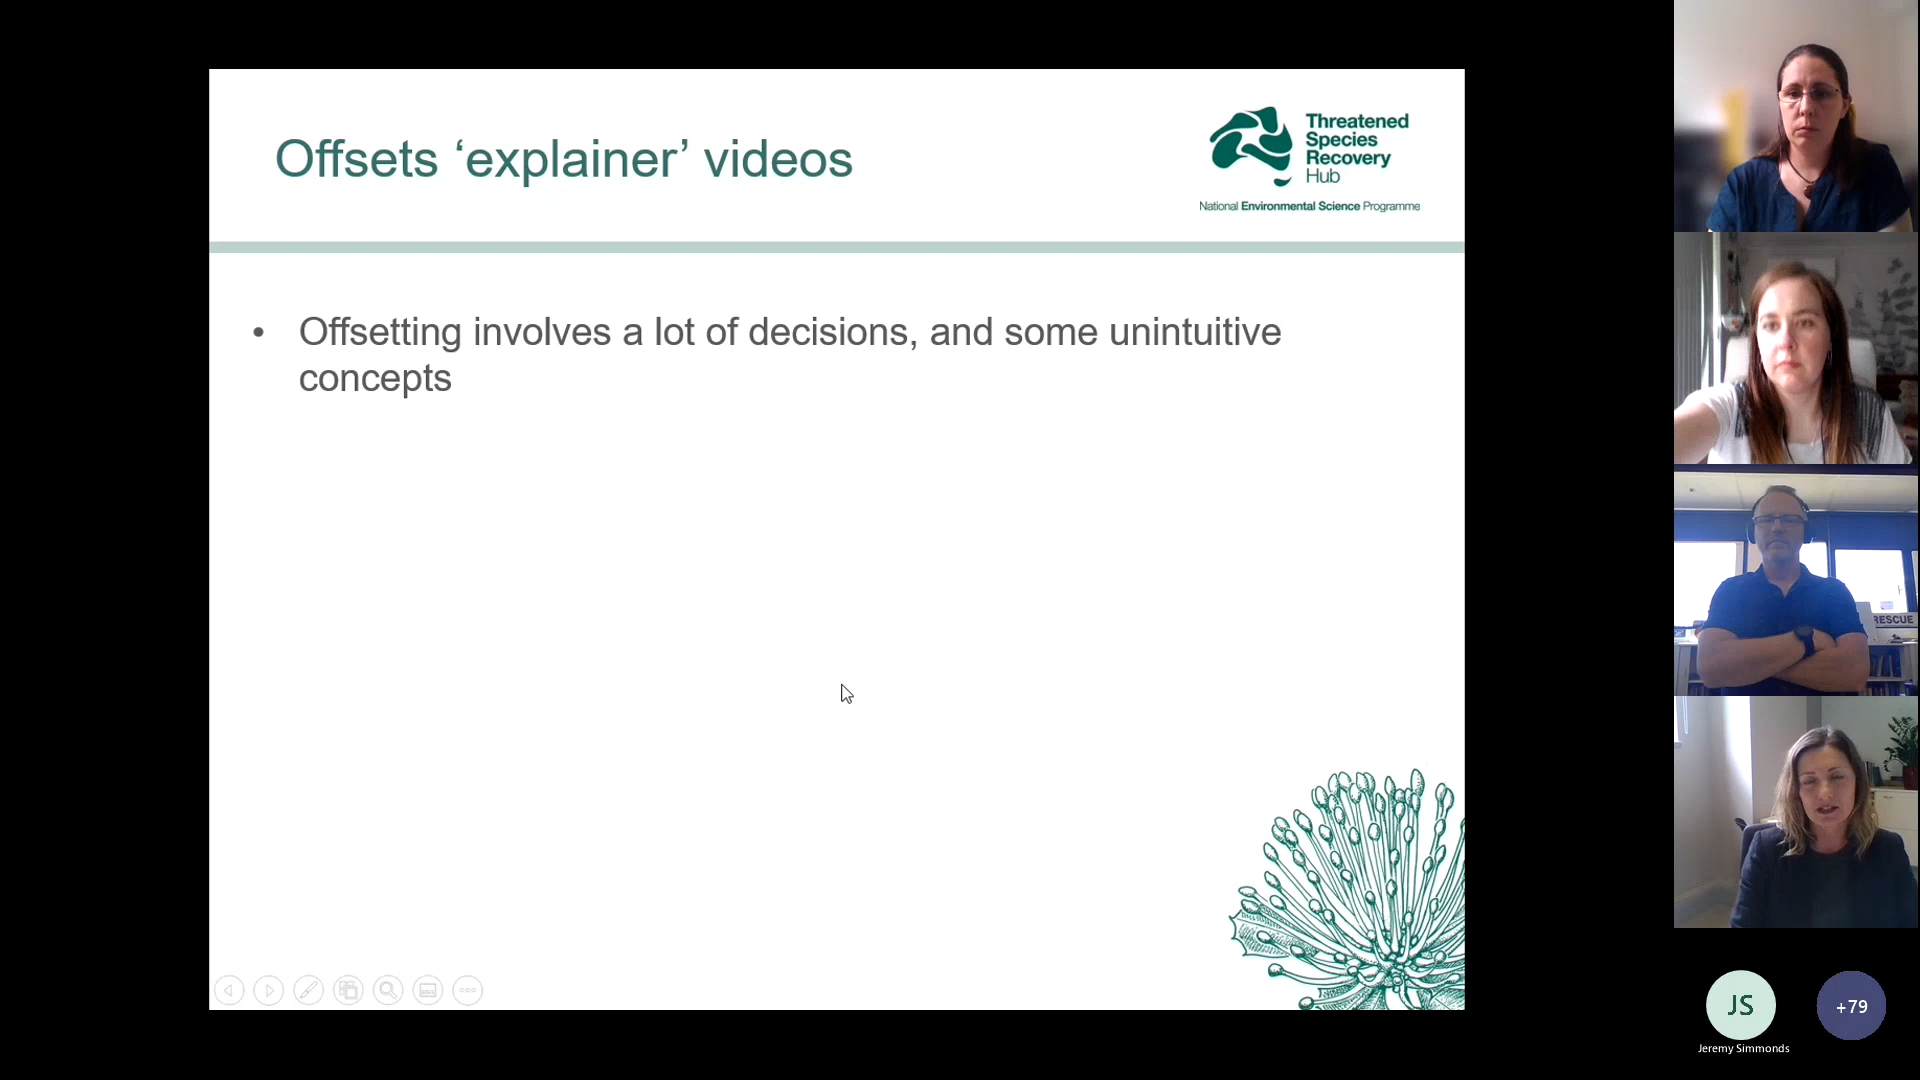 Offsets ‘explainer’ videos
Threatened
Species
Recovery
Hub
National Environmental Science Programme
• Offsetting involves a lot of decisions, and some unintuitive
concepts
RESCUE
JS
+79
Jeremy Simmonds